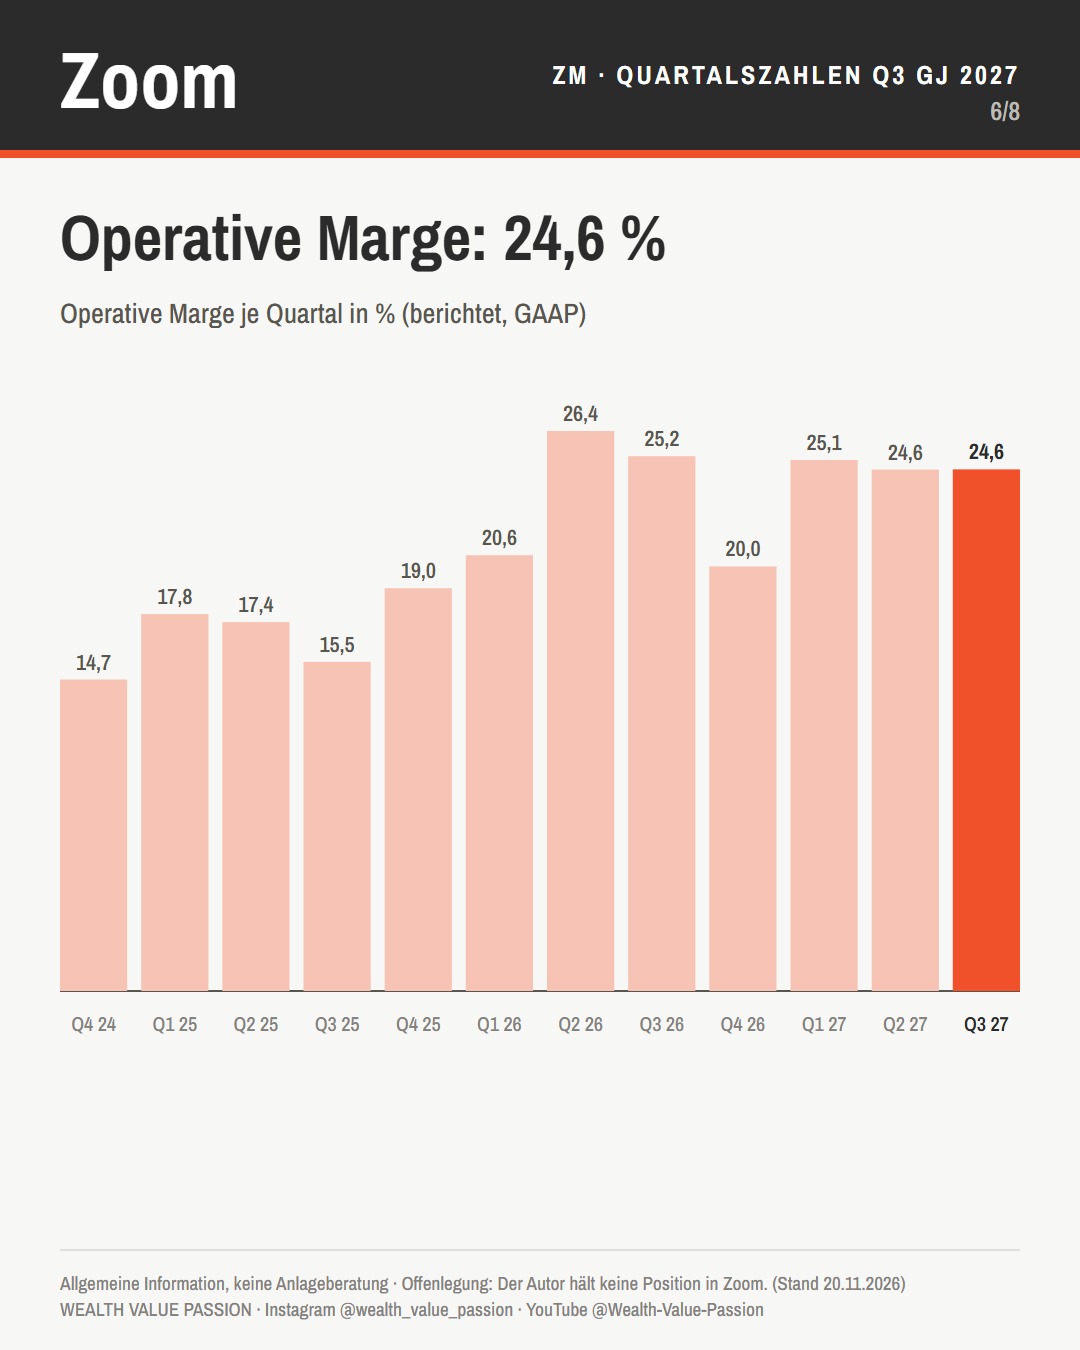 Zoom
ZM · QUARTALSZAHLEN Q3 GJ 2027
6/8
Operative Marge: 24,6 %
Operative Marge je Quartal in % (berichtet, GAAP)
14,7
17,8
17,4
15,5
19,0
20,6
26,4
25,2
20,0
25,1
24,6
24,6
Q4 24
Q1 25
Q2 25
Q3 25
Q4 25
Q1 26
Q2 26
Q3 26
Q4 26
Q1 27
Q2 27
Q3 27
Allgemeine Information, keine Anlageberatung · Offenlegung: Der Autor hält keine Position in Zoom. (Stand 20.11.2026)
WEALTH VALUE PASSION · Instagram @wealth_value_passion · YouTube @Wealth-Value-Passion